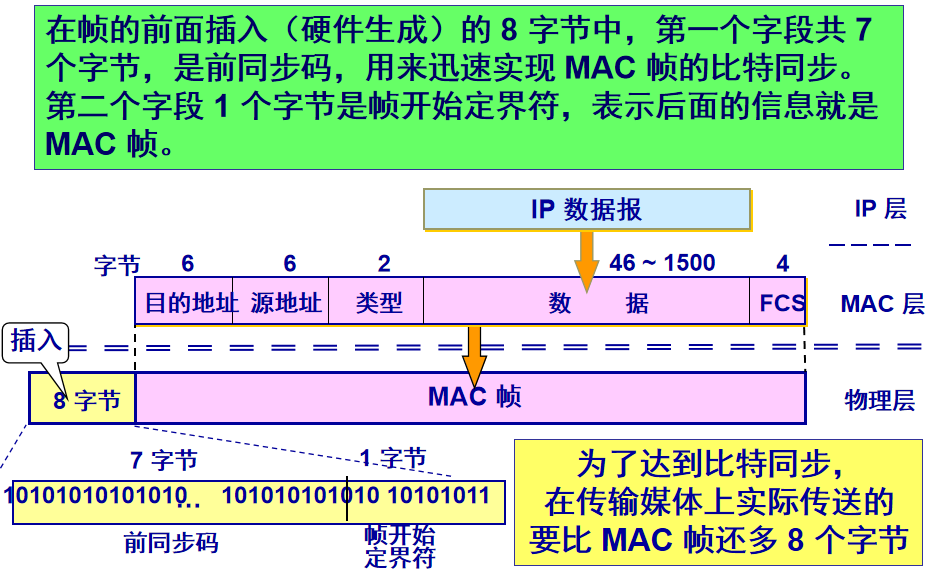 在帧的前面插入（硬件生成）的 8 字节中，第一个字段共 7
个字节，是前同步码，用来迅速实现 MAC 帧的比特同步。
第二个字段 1 个字节是帧开始定界符，表示后面的信息就是
MAC 帧。
IP 数据报
IP 层
字节 6 6 2 46 ~ 1500 4
目的地址 源地址 类型 数 据 FCS
MAC 层
插入
8 字节
MAC 帧
物理层
7 字节 1 字节
10101010101010 ... 101010101010 10101011
前同步码
帧开始
定界符
为了达到比特同步，
在传输媒体上实际传送的
要比 MAC 帧还多 8 个字节